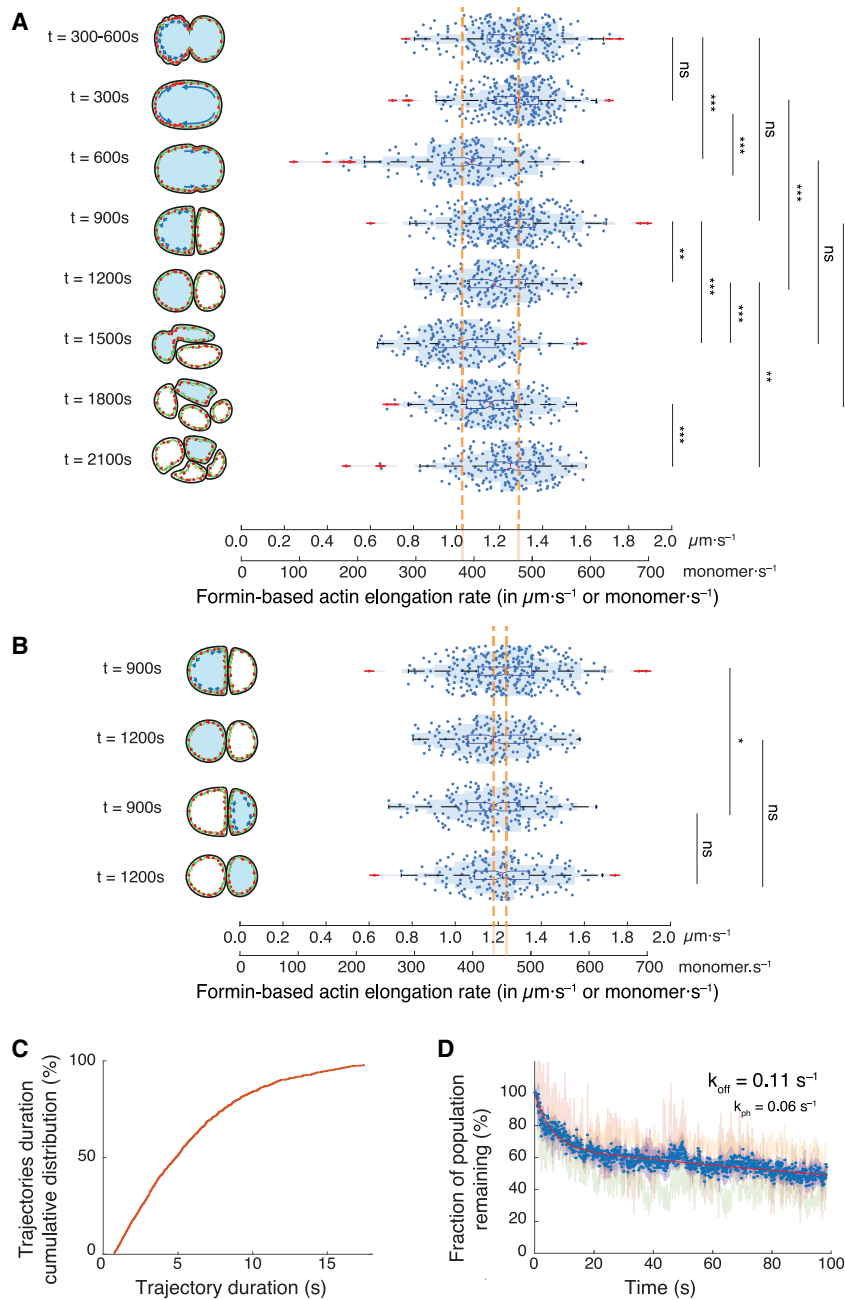 A
t = 300-600s
t = 300s
t = 600s
t = 900s
t = 1200s
t = 1500s
t = 1800s
t = 2100s
ns
***
***
ns
***
ns
**
***
***
**
***
0.0 0.2 0.4 0.6 0.8 1.0 1.2 1.4 1.6 1.8 2.0 µm·s⁻¹
0 100 200 300 400 500 600 700 monomer·s⁻¹
Formin-based actin elongation rate (in µm·s⁻¹ or monomer·s⁻¹)
B
t = 900s
t = 1200s
t = 900s
t = 1200s
*
ns
ns
0.0 0.2 0.4 0.6 0.8 1.0 1.2 1.4 1.6 1.8 2.0 µm·s⁻¹
0 100 200 300 400 500 600 700 monomer.s⁻¹
Formin-based actin elongation rate (in µm·s⁻¹ or monomer·s⁻¹)
C
Trajectories duration
cumulative distribution (%)
100
50
0
0 5 10 15
Trajectory duration (s)
D
Fraction of population
remaining (%)
100
80
60
40
20
0
0 20 40 60 80 100
Time (s)
k_off = 0.11 s⁻¹
k_ph = 0.06 s⁻¹